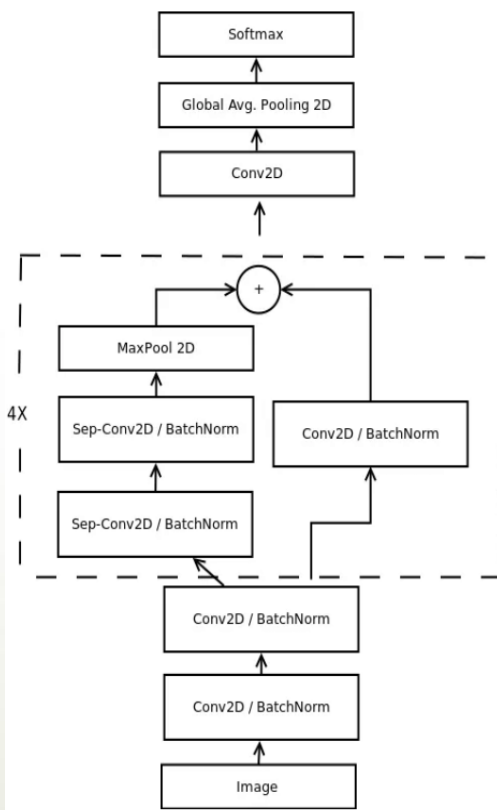 Softmax
Global Avg. Pooling 2D
Conv2D
+
MaxPool 2D
4X
Sep-Conv2D / BatchNorm
Conv2D / BatchNorm
Sep-Conv2D / BatchNorm
Conv2D / BatchNorm
Conv2D / BatchNorm
Image